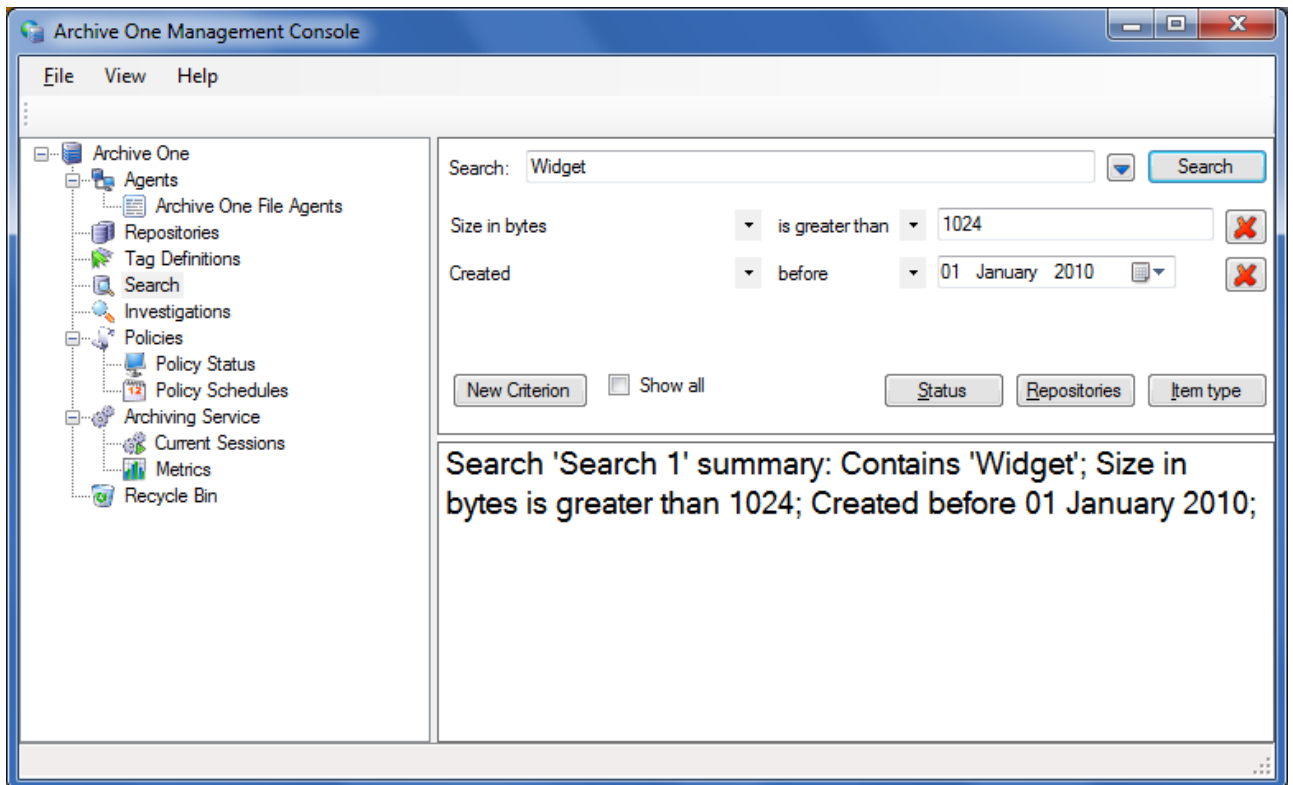 Archive One Management Console
File View Help
Archive One
Agents
Archive One File Agents
Repositories
Tag Definitions
Search
Investigations
Policies
Policy Status
12
Policy Schedules
Archiving Service
Current Sessions
Metrics
Recycle Bin
Search: Widget Search
Size in bytes is greater than 1024
Created before 01 January 2010
New Criterion Show all Status Repositories Item type
Search 'Search 1' summary: Contains 'Widget'; Size in
bytes is greater than 1024; Created before 01 January 2010;